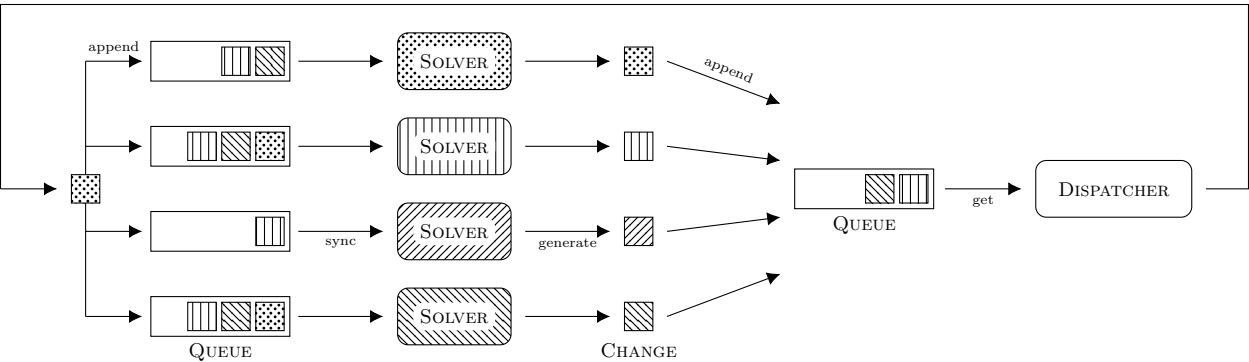 append
SOLVER
append
SOLVER
SOLVER
sync
generate
SOLVER
QUEUE
CHANGE
QUEUE
get
DISPATCHER